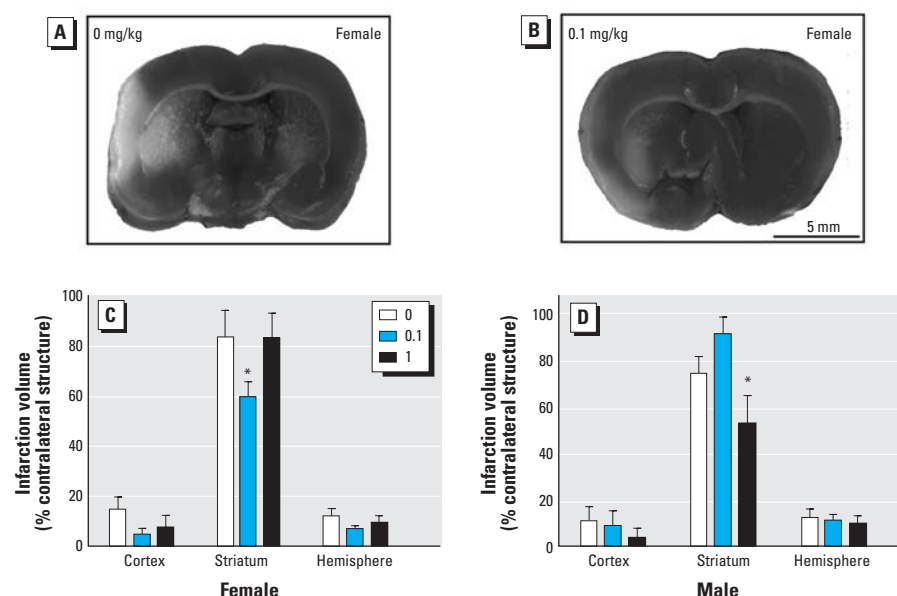 A
0 mg/kg
Female
B
0.1 mg/kg
Female
5 mm
C
Infarction volume
(% contralateral structure)
100
80
60
40
20
0
*
0
0.1
1
Cortex
Striatum
Hemisphere
Female
D
Infarction volume
(% contralateral structure)
100
80
60
40
20
0
*
Cortex
Striatum
Hemisphere
Male